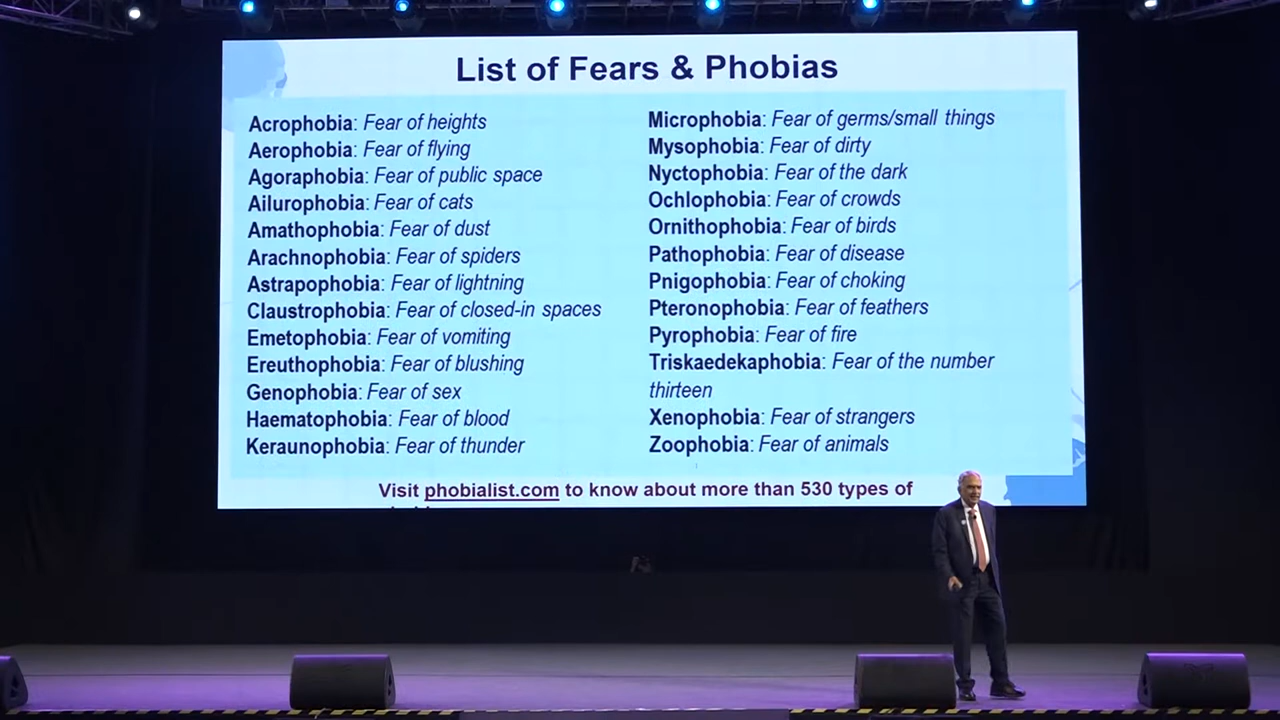 List of Fears & Phobias
Acrophobia: Fear of heights
Aerophobia: Fear of flying
Agoraphobia: Fear of public space
Ailurophobia: Fear of cats
Amathophobia: Fear of dust
Arachnophobia: Fear of spiders
Astrapophobia: Fear of lightning
Claustrophobia: Fear of closed-in spaces
Emetophobia: Fear of vomiting
Ereuthophobia: Fear of blushing
Genophobia: Fear of sex
Haematophobia: Fear of blood
Keraunophobia: Fear of thunder
Microphobia: Fear of germs/small things
Mysophobia: Fear of dirty
Nyctophobia: Fear of the dark
Ochlophobia: Fear of crowds
Ornithophobia: Fear of birds
Pathophobia: Fear of disease
Pnigophobia: Fear of choking
Pteronophobia: Fear of feathers
Pyrophobia: Fear of fire
Triskaedekaphobia: Fear of the number
thirteen
Xenophobia: Fear of strangers
Zoophobia: Fear of animals
Visit phobialist.com to know about more than 530 types of